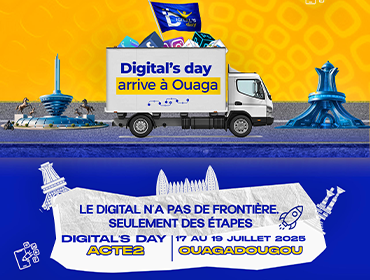 Digital's day
arrive à Ouaga
LE DIGITAL N'A PAS DE FRONTIÈRE,
SEULEMENT DES ÉTAPES
DIGITAL'S DAY
ACTE2
17 AU 19 JUILLET 2025
OUAGADOUGOU